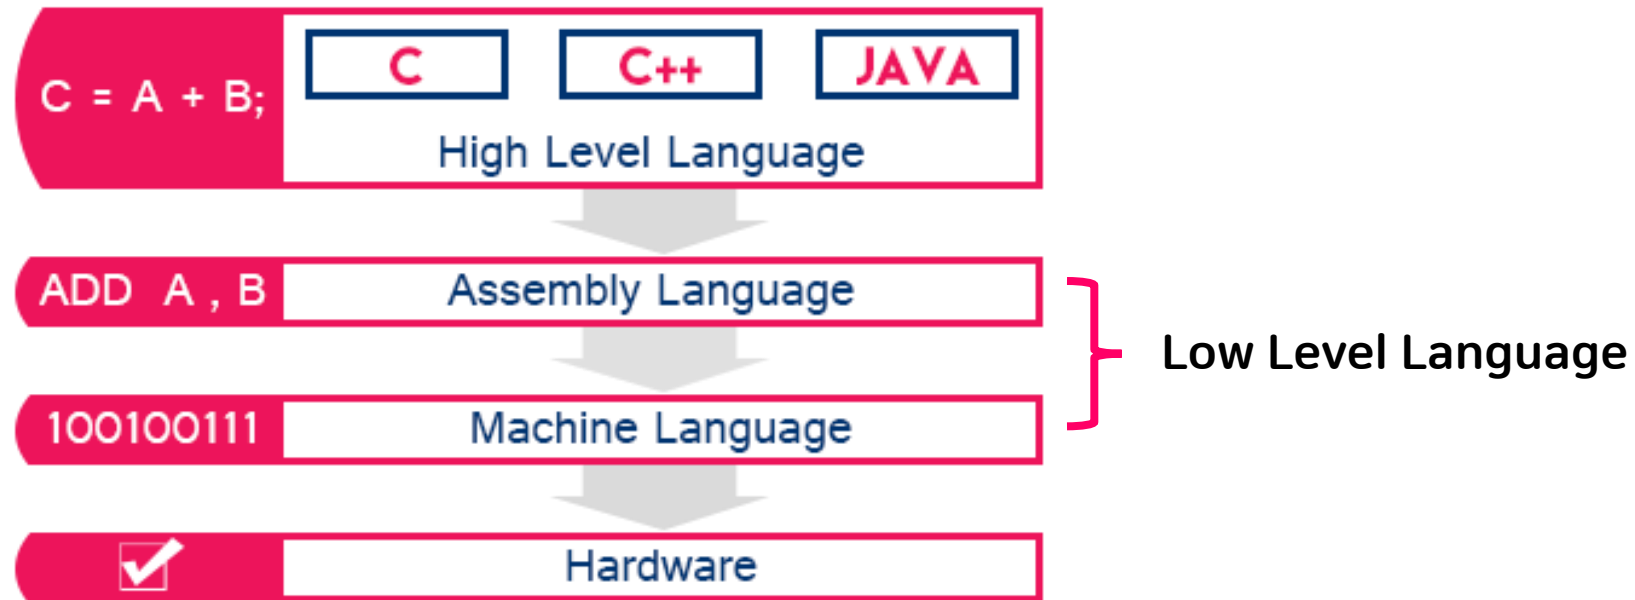 C = A + B;
C
C++
JAVA
High Level Language
ADD A , B
Assembly Language
Low Level Language
100100111
Machine Language
Hardware